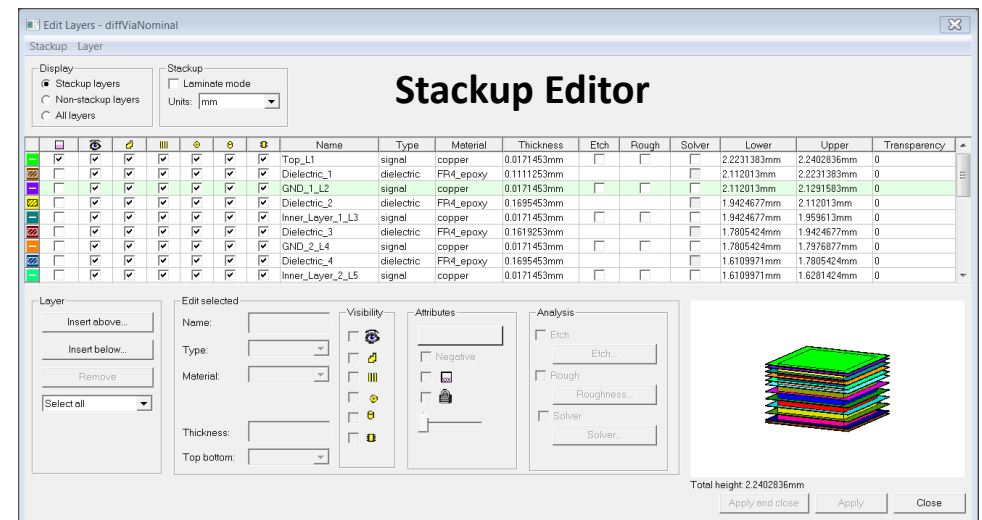 Edit Layers - diffViaNominal
Stackup Layer
Display
Stackup layers
Non-stackup layers
All layers
Stackup
Laminate mode
Units: mm
Stackup Editor
Name Type Material Thickness Etch Rough Solver Lower Upper Transparency
Top_L1 signal copper 0.0171453mm 2.2231383mm 2.2402836mm 0
Dielectric_1 dielectric FR4_epoxy 0.1111253mm 2.112013mm 2.2231383mm 0
GND_1_L2 signal copper 0.0171453mm 2.112013mm 2.1291583mm 0
Dielectric_2 dielectric FR4_epoxy 0.1695453mm 1.9424677mm 2.112013mm 0
Inner_Layer_1_L3 signal copper 0.0171453mm 1.9424677mm 1.959613mm 0
Dielectric_3 dielectric FR4_epoxy 0.1619253mm 1.7805424mm 1.9424677mm 0
GND_2_L4 signal copper 0.0171453mm 1.7805424mm 1.7976877mm 0
Dielectric_4 dielectric FR4_epoxy 0.1695453mm 1.6109971mm 1.7805424mm 0
Inner_Layer_2_L5 signal copper 0.0171453mm 1.6109971mm 1.6281424mm 0
Layer
Insert above...
Insert below...
Remove
Select all
Edit selected
Name:
Type:
Material:
Thickness:
Top bottom:
Visibility
Attributes
Negative
Analysis
Etch
Etch...
Rough
Roughness...
Solver
Solver...
Total height: 2.2402836mm
Apply and close Apply Close